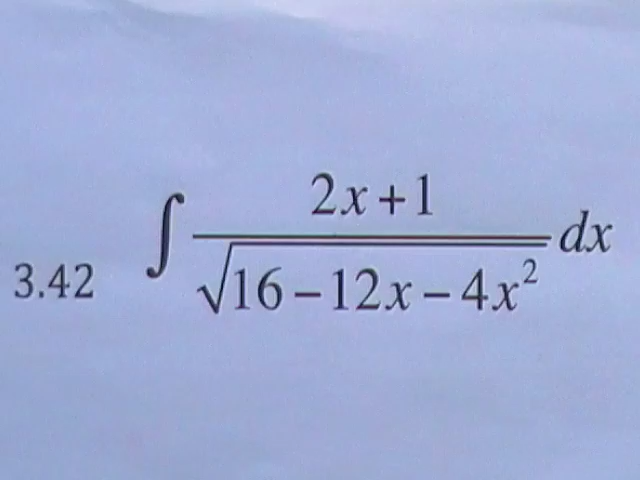 3.42 ∫ (2x+1)/√(16−12x−4x²) dx